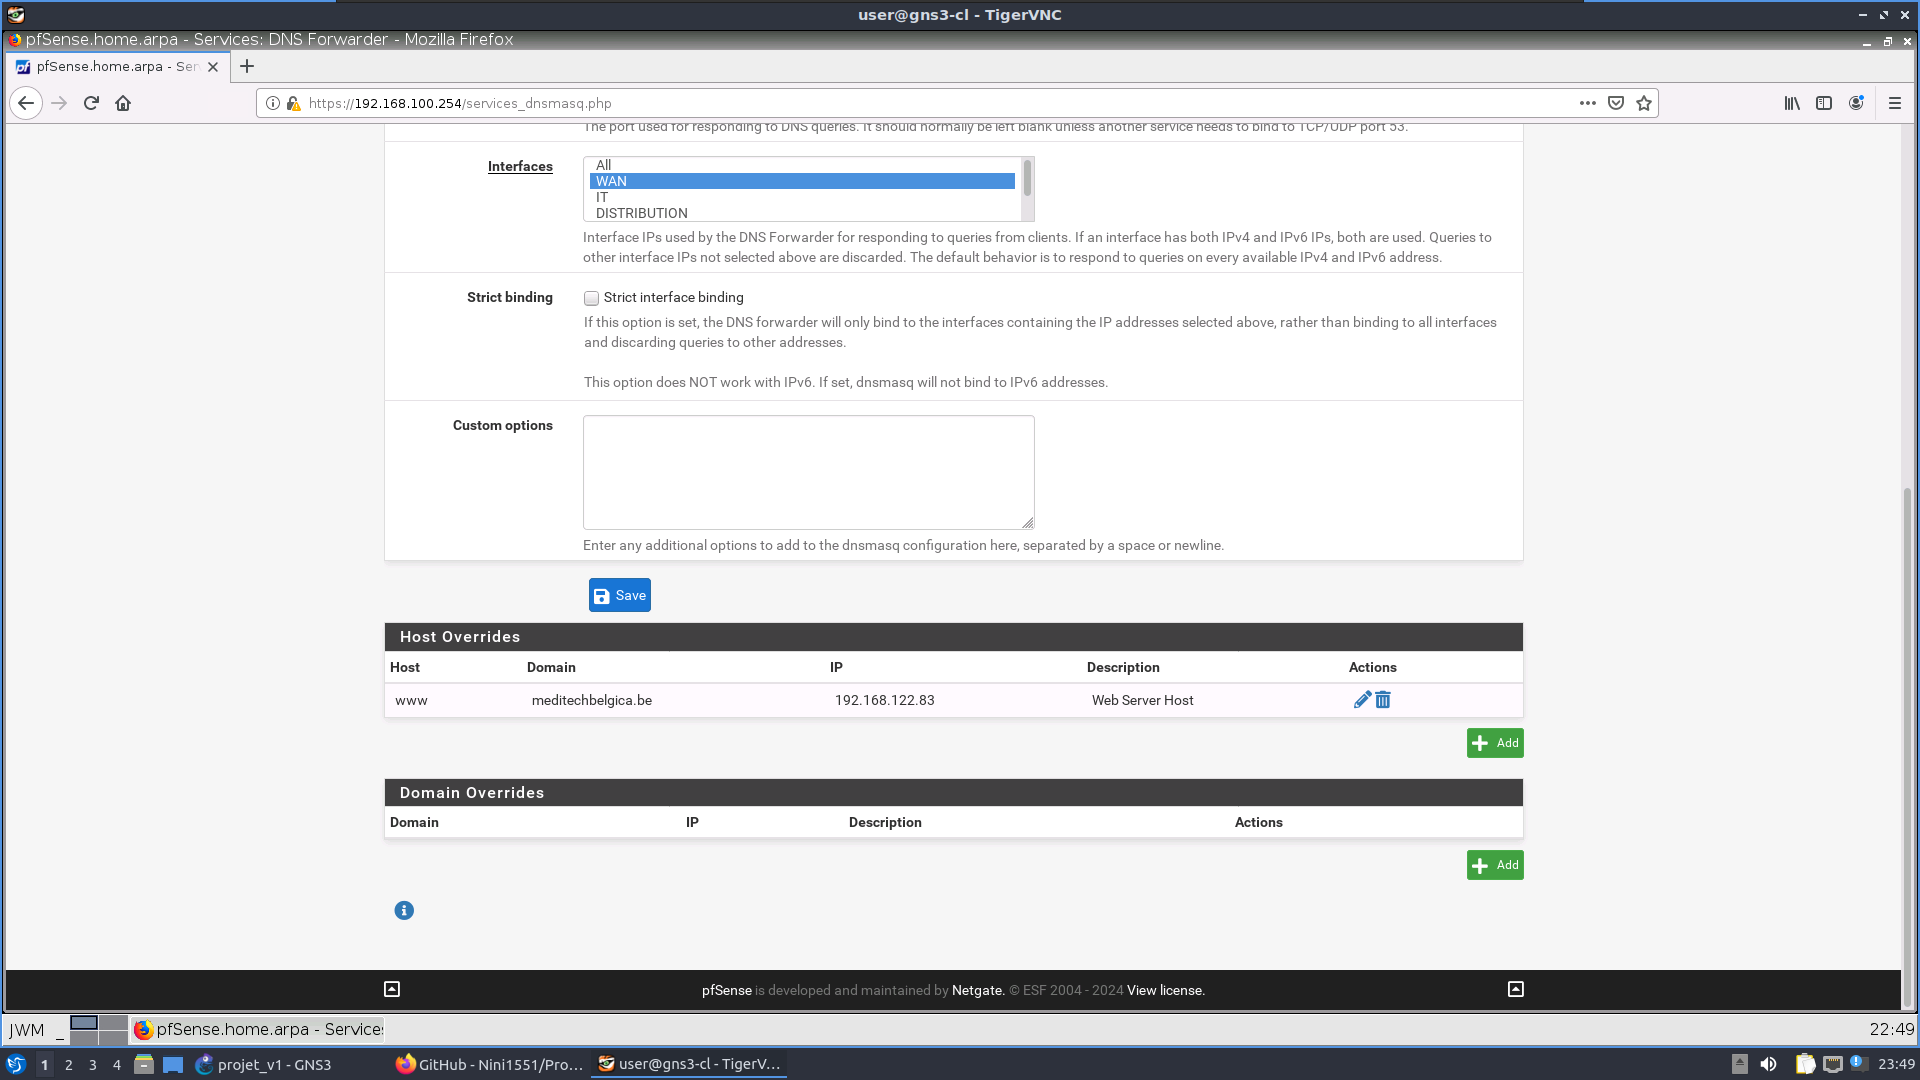 user@gns3-cl - TigerVNC
pfSense.home.arpa - Services: DNS Forwarder - Mozilla Firefox
pfSense.home.arpa - Ser
https://192.168.100.254/services_dnsmasq.php
The port used for responding to DNS queries. It should normally be left blank unless another service needs to bind to TCP/UDP port 53.
Interfaces
All
WAN
IT
DISTRIBUTION
Interface IPs used by the DNS Forwarder for responding to queries from clients. If an interface has both IPv4 and IPv6 IPs, both are used. Queries to
other interface IPs not selected above are discarded. The default behavior is to respond to queries on every available IPv4 and IPv6 address.
Strict binding
Strict interface binding
If this option is set, the DNS forwarder will only bind to the interfaces containing the IP addresses selected above, rather than binding to all interfaces
and discarding queries to other addresses.
This option does NOT work with IPv6. If set, dnsmasq will not bind to IPv6 addresses.
Custom options
Enter any additional options to add to the dnsmasq configuration here, separated by a space or newline.
Save
Host Overrides
Host Domain IP Description Actions
www meditechbelgica.be 192.168.122.83 Web Server Host
Add
Domain Overrides
Domain IP Description Actions
Add
pfSense is developed and maintained by Netgate. © ESF 2004 - 2024 View license.
JWM _ pfSense.home.arpa - Services 22:49
1 2 3 4 projet_v1 - GNS3 GitHub - Nini1551/Pro... user@gns3-cl - TigerV... 23:49